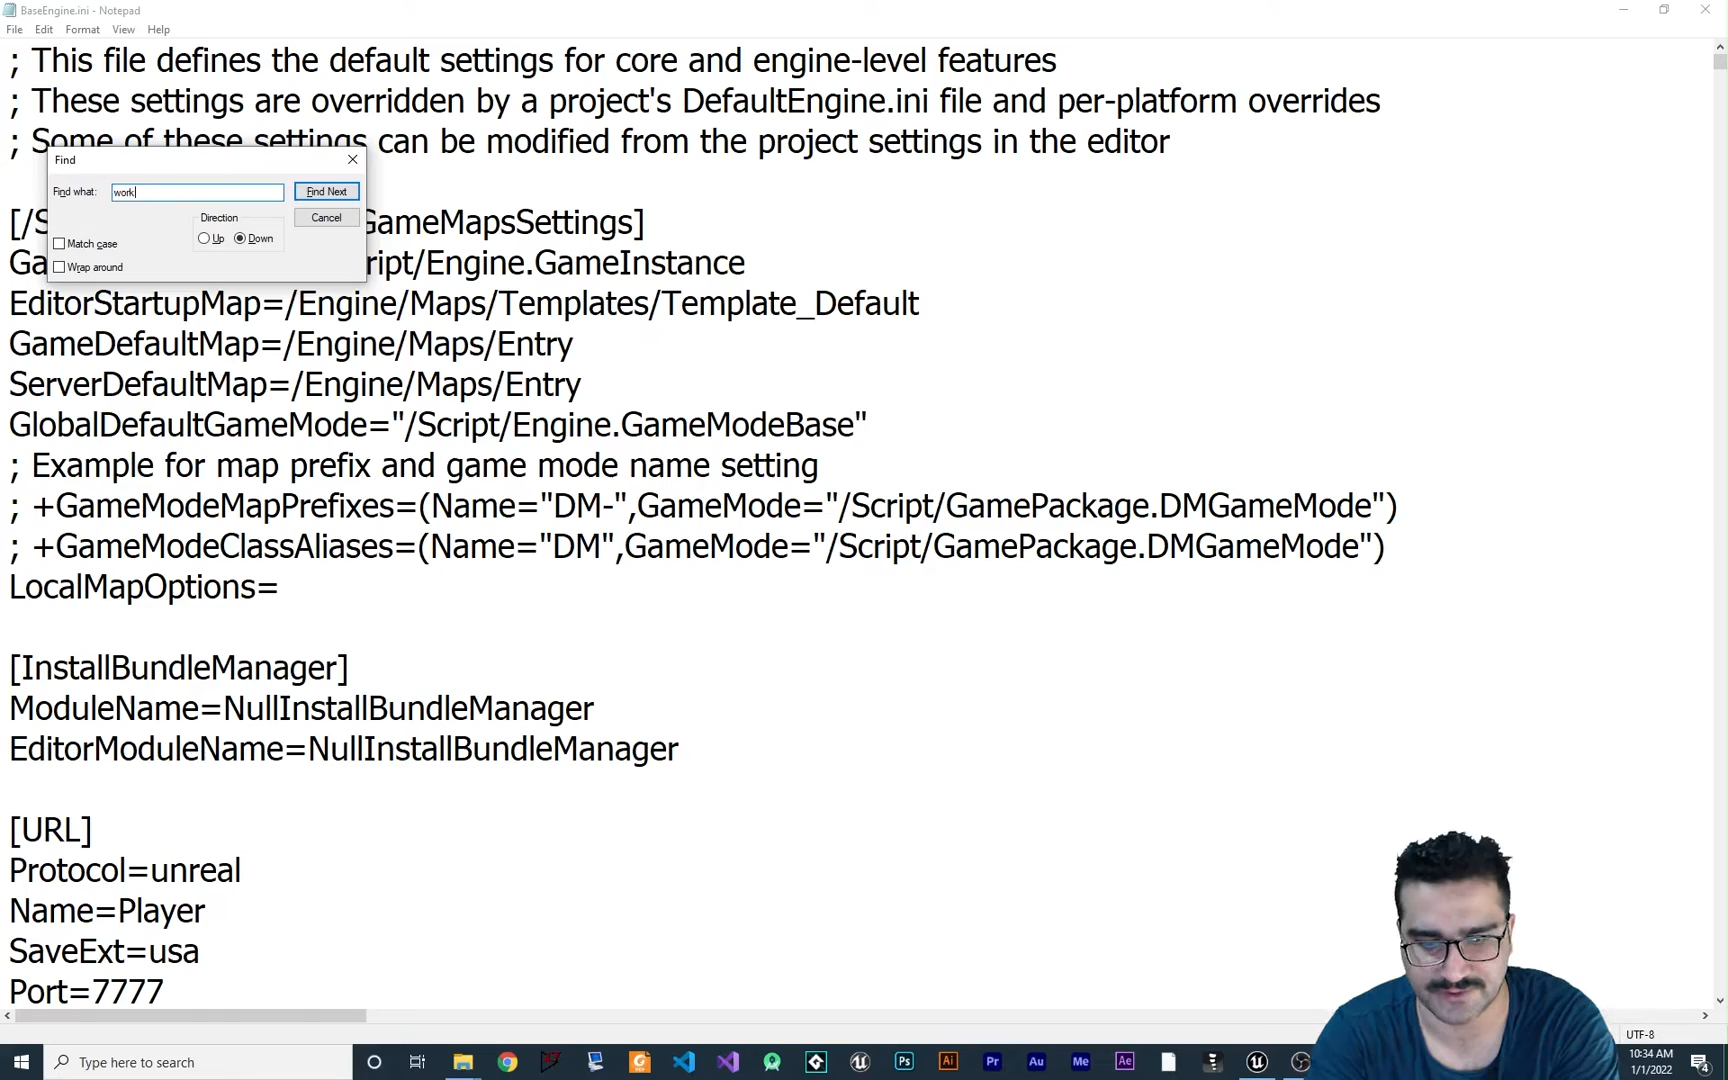 BaseEngine.ini - Notepad
File Edit Format View Help
; This file defines the default settings for core and engine-level features
; These settings are overridden by a project's DefaultEngine.ini file and per-platform overrides
; Some of these settings can be modified from the project settings in the editor
Find
Find what: work
Find Next
Direction
Cancel
Up Down
Match case
Wrap around
[/S GameMapsSettings]
Ga ript/Engine.GameInstance
EditorStartupMap=/Engine/Maps/Templates/Template_Default
GameDefaultMap=/Engine/Maps/Entry
ServerDefaultMap=/Engine/Maps/Entry
GlobalDefaultGameMode="/Script/Engine.GameModeBase"
; Example for map prefix and game mode name setting
; +GameModeMapPrefixes=(Name="DM-",GameMode="/Script/GamePackage.DMGameMode")
; +GameModeClassAliases=(Name="DM",GameMode="/Script/GamePackage.DMGameMode")
LocalMapOptions=
[InstallBundleManager]
ModuleName=NullInstallBundleManager
EditorModuleName=NullInstallBundleManager
[URL]
Protocol=unreal
Name=Player
SaveExt=usa
Port=7777
UTF-8
Type here to search
Ps Ai Pr Au Me Ae
10:34 AM
1/1/2022
4